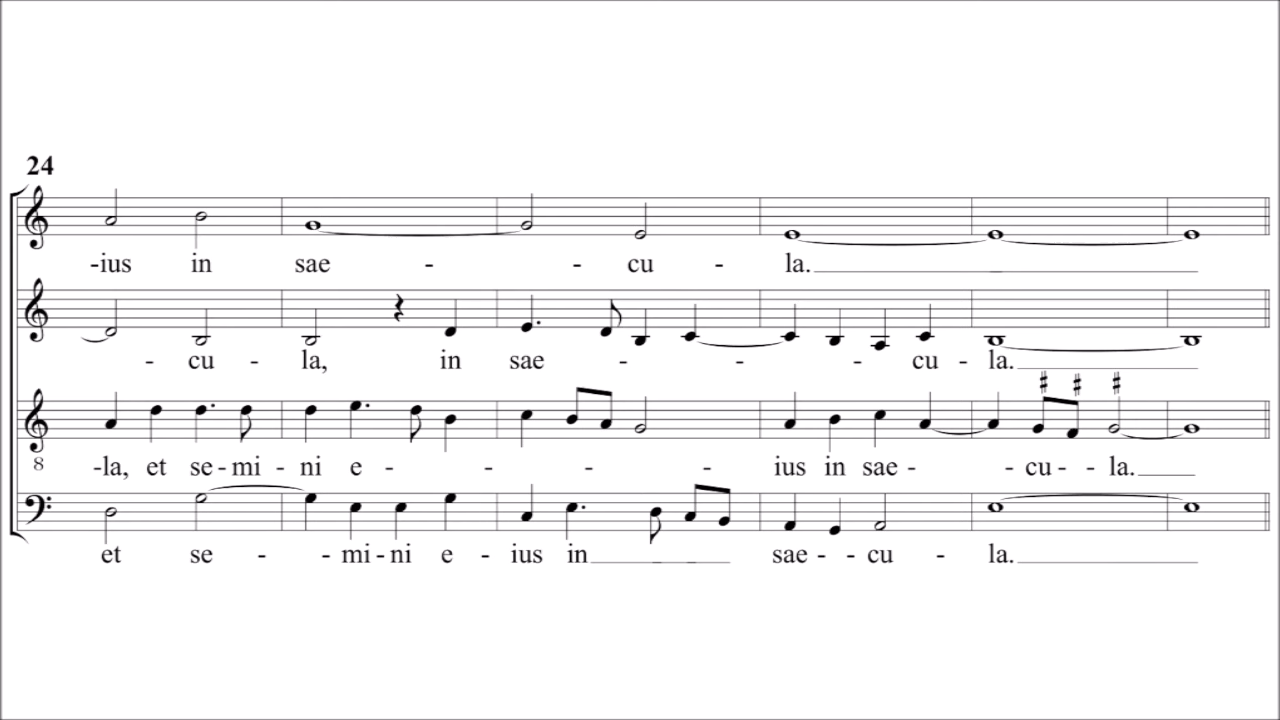 24
-ius in sae - - cu - la.
- cu - la, in sae - - - cu - la.
8 -la, et se - mi - ni e - - - ius in sae - - cu - - la.
et se - - mi - ni e - ius in sae - - cu - la.